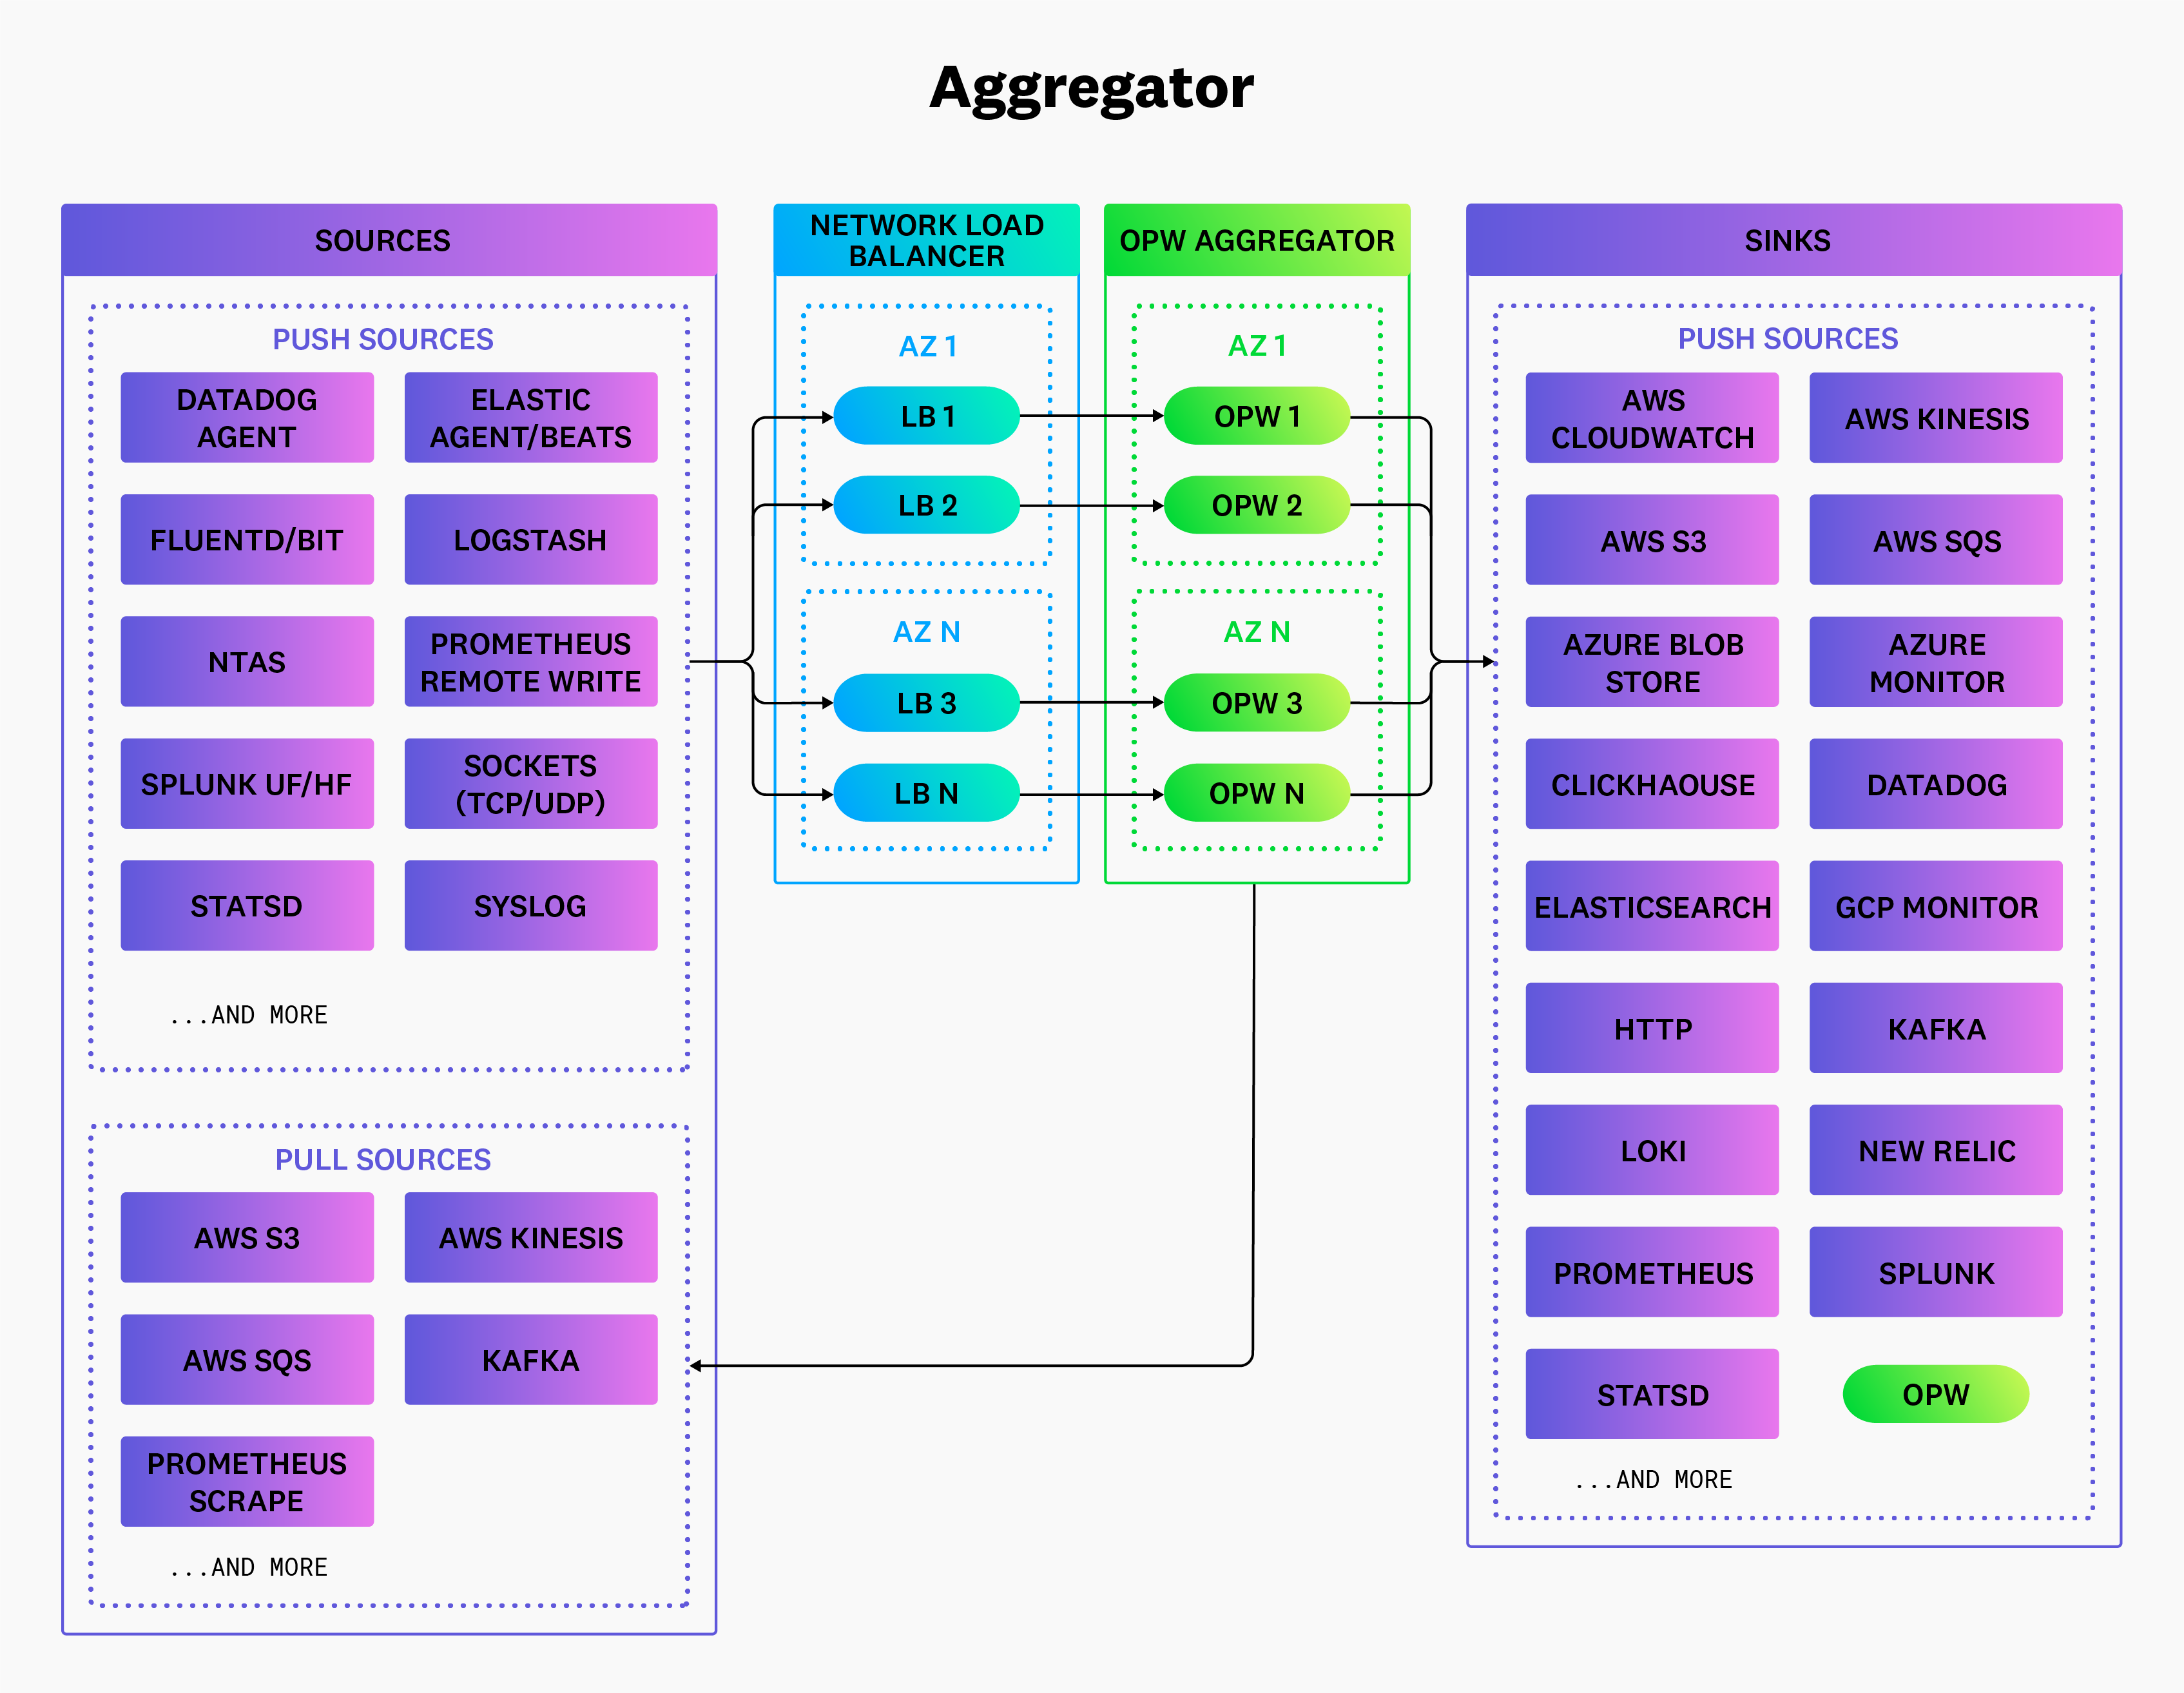 Aggregator
SOURCES
PUSH SOURCES
DATADOG
AGENT
ELASTIC
AGENT/BEATS
FLUENTD/BIT
LOGSTASH
NTAS
PROMETHEUS
REMOTE WRITE
SPLUNK UF/HF
SOCKETS
(TCP/UDP)
STATSD
SYSLOG
...AND MORE
PULL SOURCES
AWS S3
AWS KINESIS
AWS SQS
KAFKA
PROMETHEUS
SCRAPE
...AND MORE
NETWORK LOAD
BALANCER
AZ 1
LB 1
LB 2
AZ N
LB 3
LB N
OPW AGGREGATOR
AZ 1
OPW 1
OPW 2
AZ N
OPW 3
OPW N
SINKS
PUSH SOURCES
AWS
CLOUDWATCH
AWS KINESIS
AWS S3
AWS SQS
AZURE BLOB
STORE
AZURE
MONITOR
CLICKHAOUSE
DATADOG
ELASTICSEARCH
GCP MONITOR
HTTP
KAFKA
LOKI
NEW RELIC
PROMETHEUS
SPLUNK
STATSD
OPW
...AND MORE